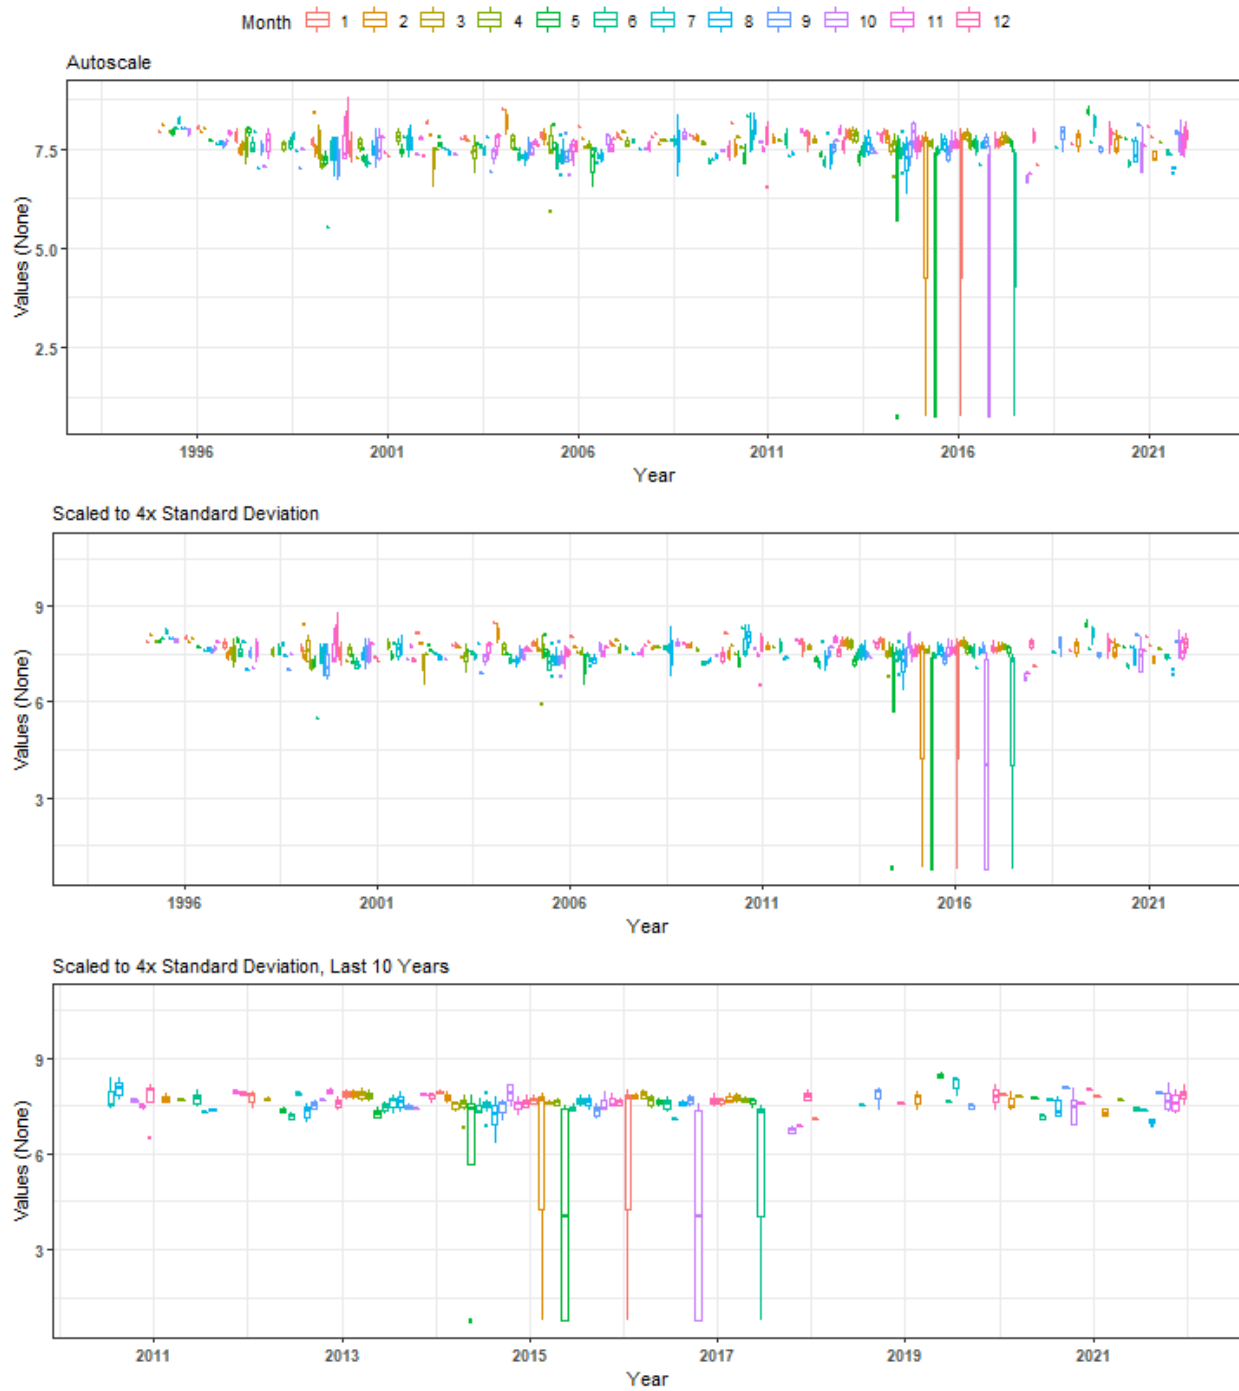 Month 1 2 3 4 5 6 7 8 9 10 11 12
Autoscale
Values (None)
7.5
5.0
2.5
1996 2001 2006 2011 2016 2021
Year
Scaled to 4x Standard Deviation
Values (None)
9
6
3
1996 2001 2006 2011 2016 2021
Year
Scaled to 4x Standard Deviation, Last 10 Years
Values (None)
9
6
3
2011 2013 2015 2017 2019 2021
Year